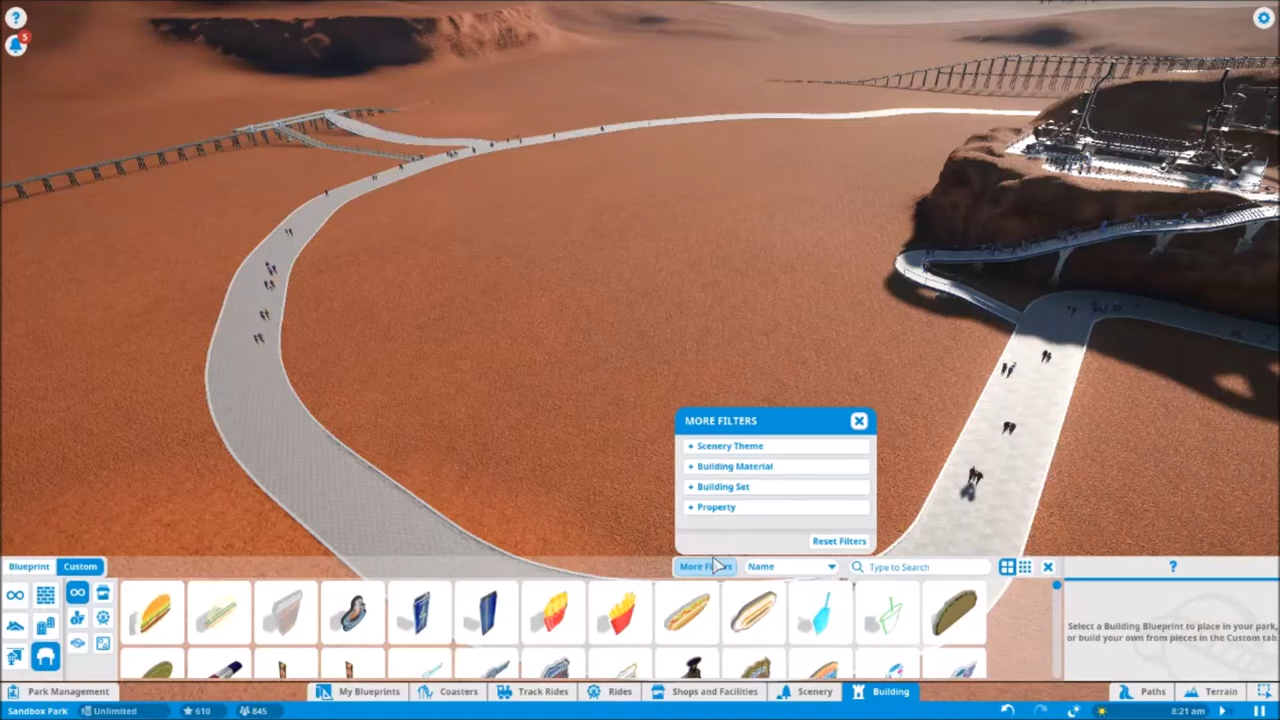 ?
5
MORE FILTERS
+ Scenery Theme
+ Building Material
+ Building Set
+ Property
Reset Filters
Blueprint Custom More Filters Name Type to Search ?
Select a Building Blueprint to place in your park,
or build your own from pieces in the Custom tab.
Park Management My Blueprints Coasters Track Rides Rides Shops and Facilities Scenery Building Paths Terrain
Sandbox Park Unlimited 610 845 8:21 am